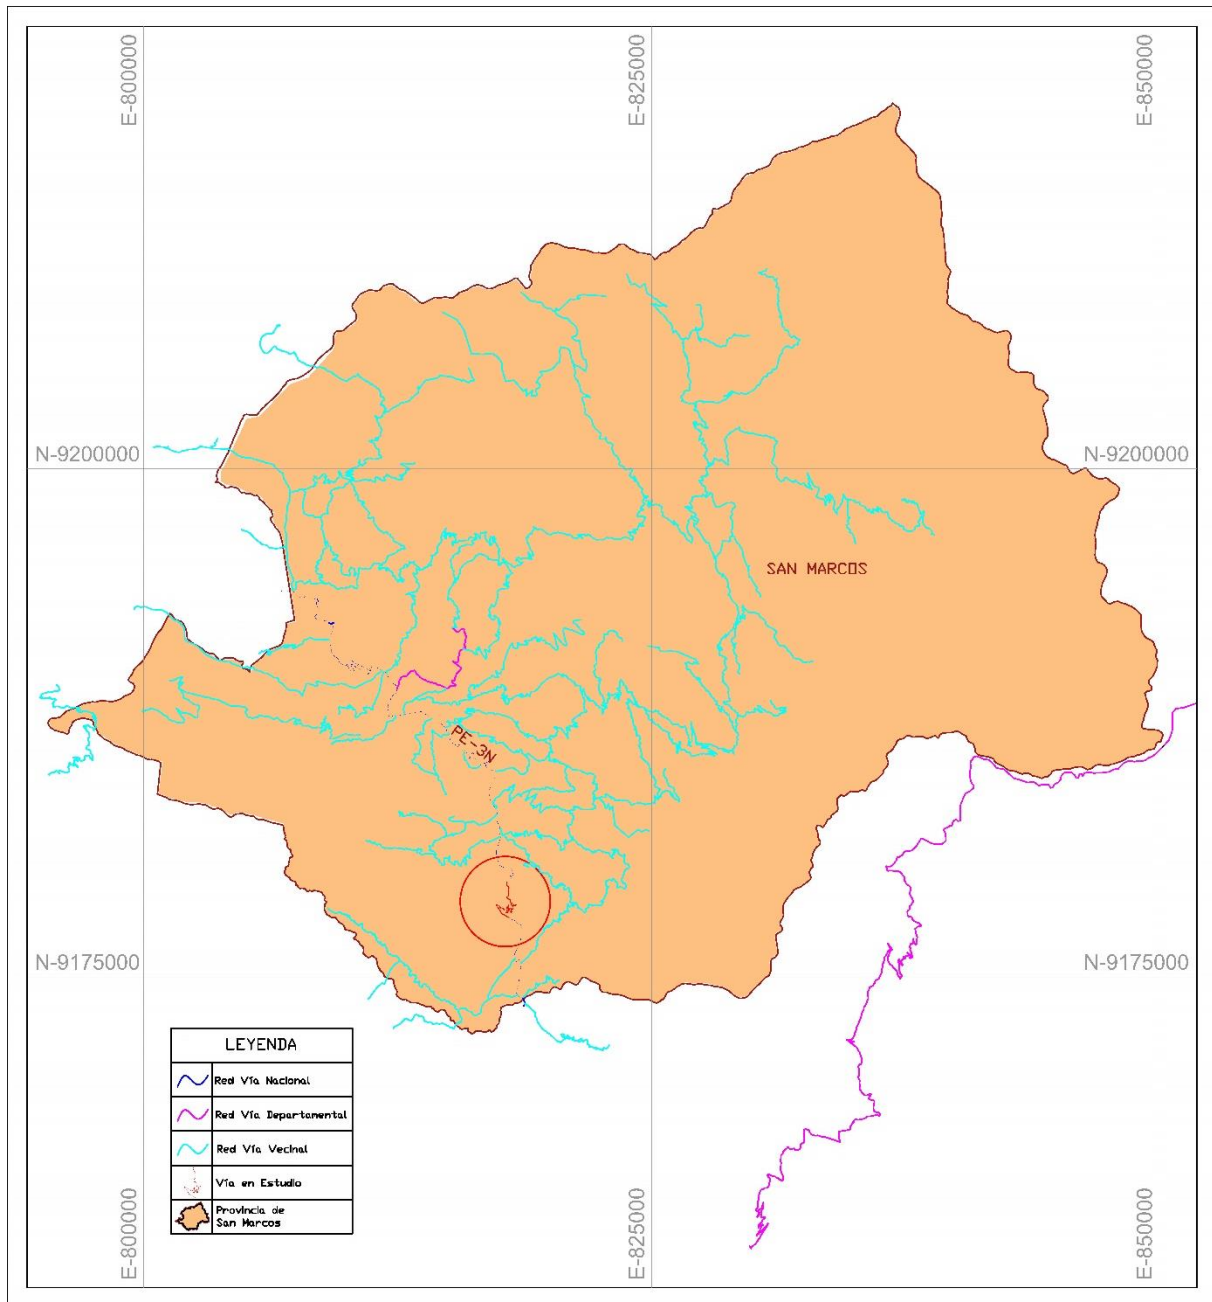 E-800000
E-825000
E-850000
N-9200000
N-9200000
SAN MARCOS
PE-3N
N-9175000
N-9175000
LEYENDA
Red Vía Nacional
Red Vía Departamental
Red Vía Vecinal
Vía en Estudio
Provincia de
San Marcos
E-800000
E-825000
E-850000